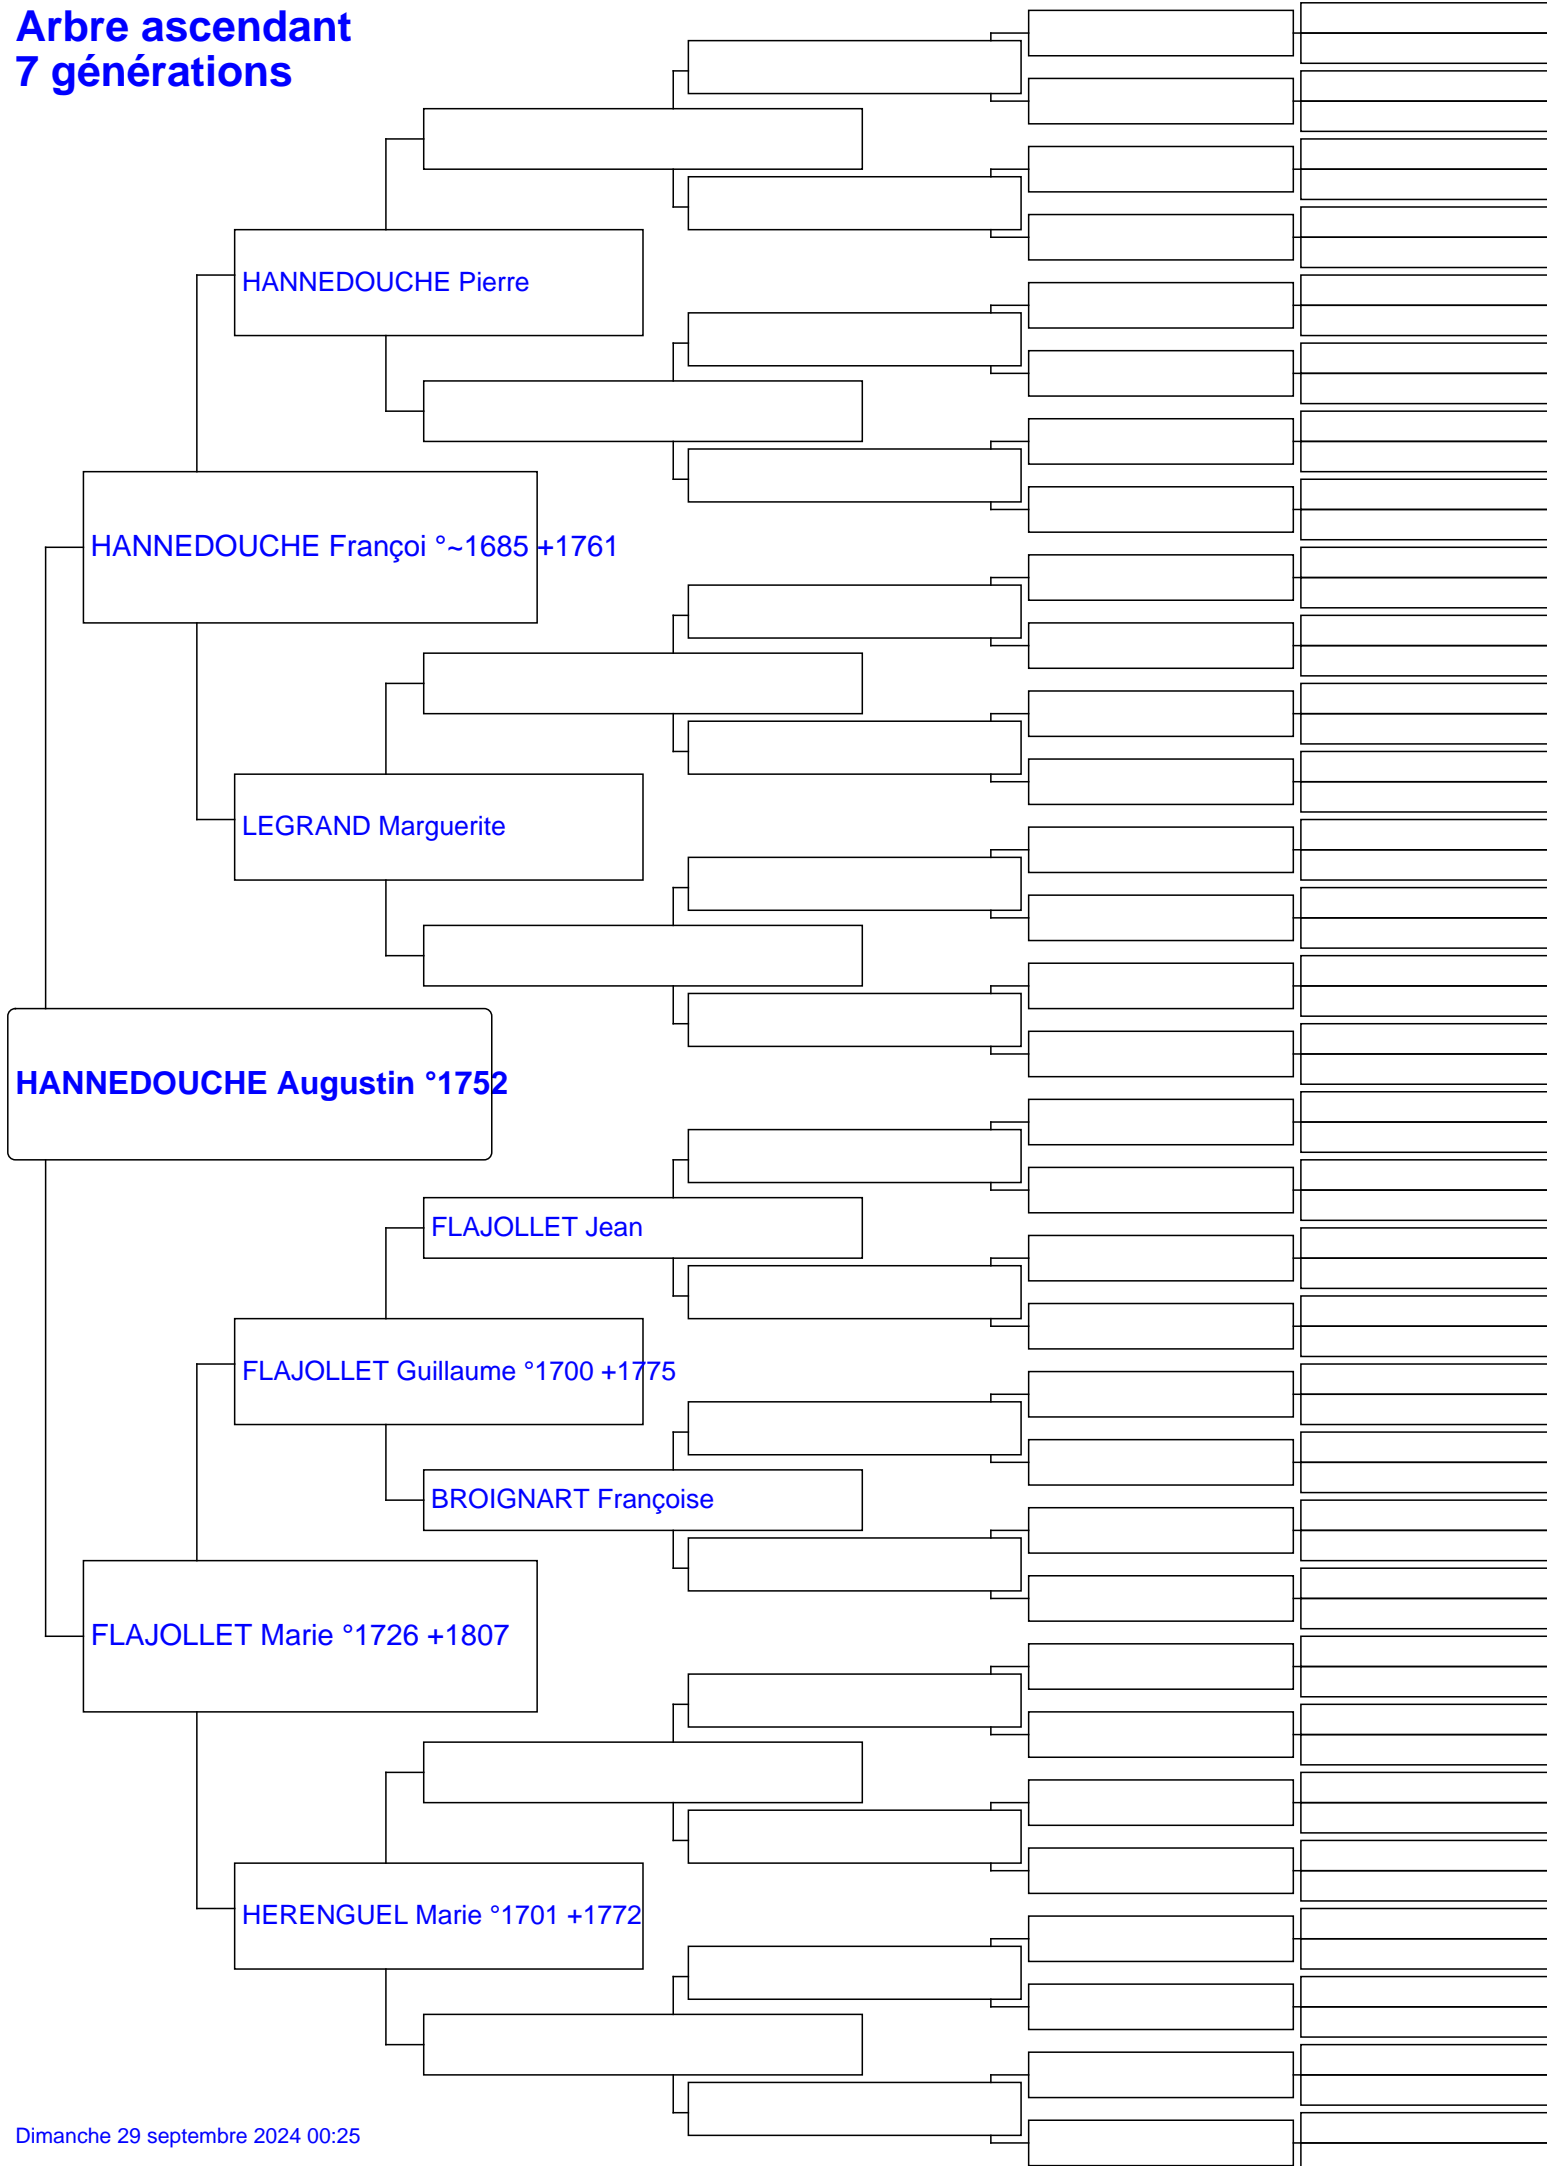 Arbre ascendant
7 générations
HANNEDOUCHE Pierre
HANNEDOUCHE Françoi °~1685 +1761
LEGRAND Marguerite
HANNEDOUCHE Augustin °1752
FLAJOLLET Jean
FLAJOLLET Guillaume °1700 +1775
BROIGNART Françoise
FLAJOLLET Marie °1726 +1807
HERENGUEL Marie °1701 +1772
Dimanche 29 septembre 2024 00:25